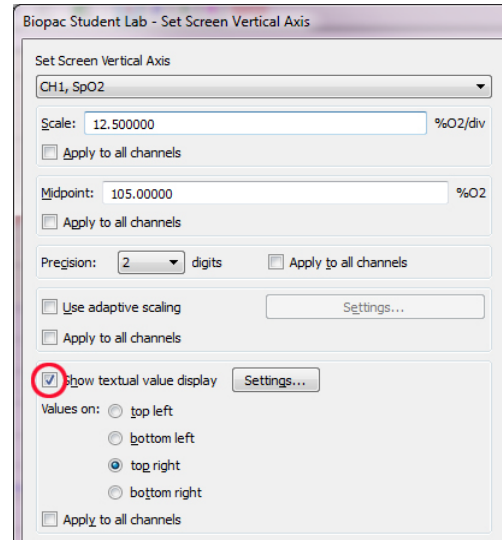 Biopac Student Lab - Set Screen Vertical Axis
Set Screen Vertical Axis
CH1, SpO2
Scale: 12.500000 %O2/div
Apply to all channels
Midpoint: 105.00000 %O2
Apply to all channels
Precision: 2 digits Apply to all channels
Use adaptive scaling Settings...
Apply to all channels
Show textual value display Settings...
Values on: top left
bottom left
top right
bottom right
Apply to all channels